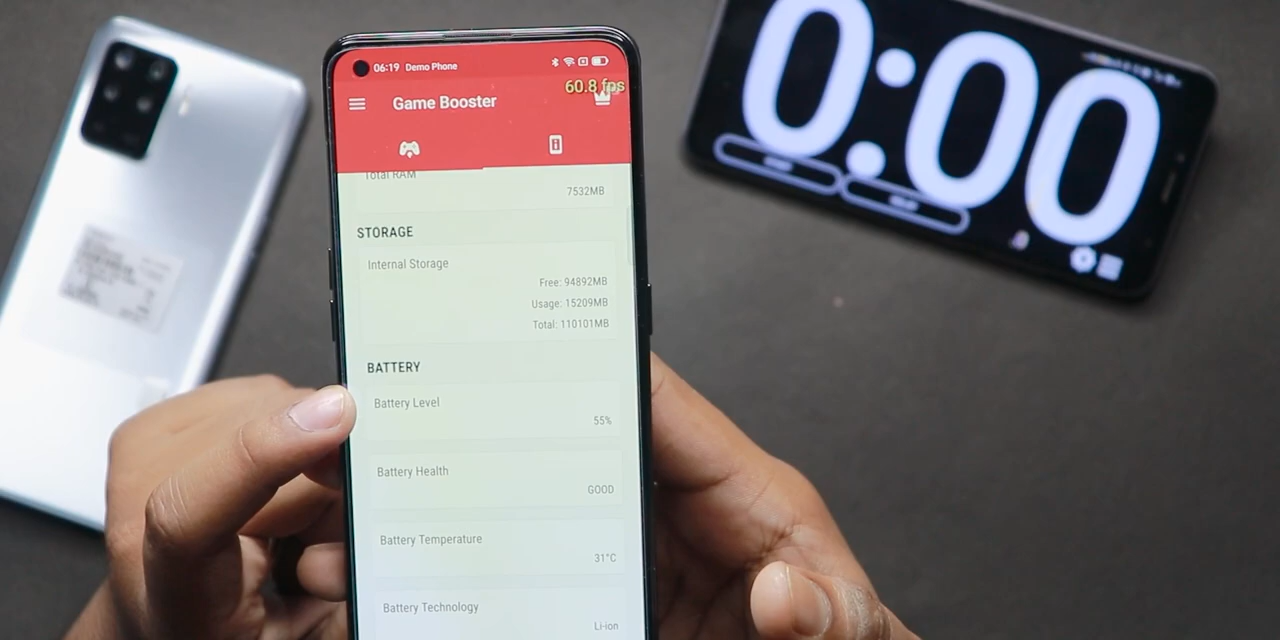 06:19 Demo Phone
60.8 fps
Game Booster
Total RAM
7532MB
STORAGE
Internal Storage
Free: 94892MB
Usage: 15209MB
Total: 110101MB
BATTERY
Battery Level
55%
Battery Health
GOOD
Battery Temperature
31°C
Battery Technology
Li-ion
0:00